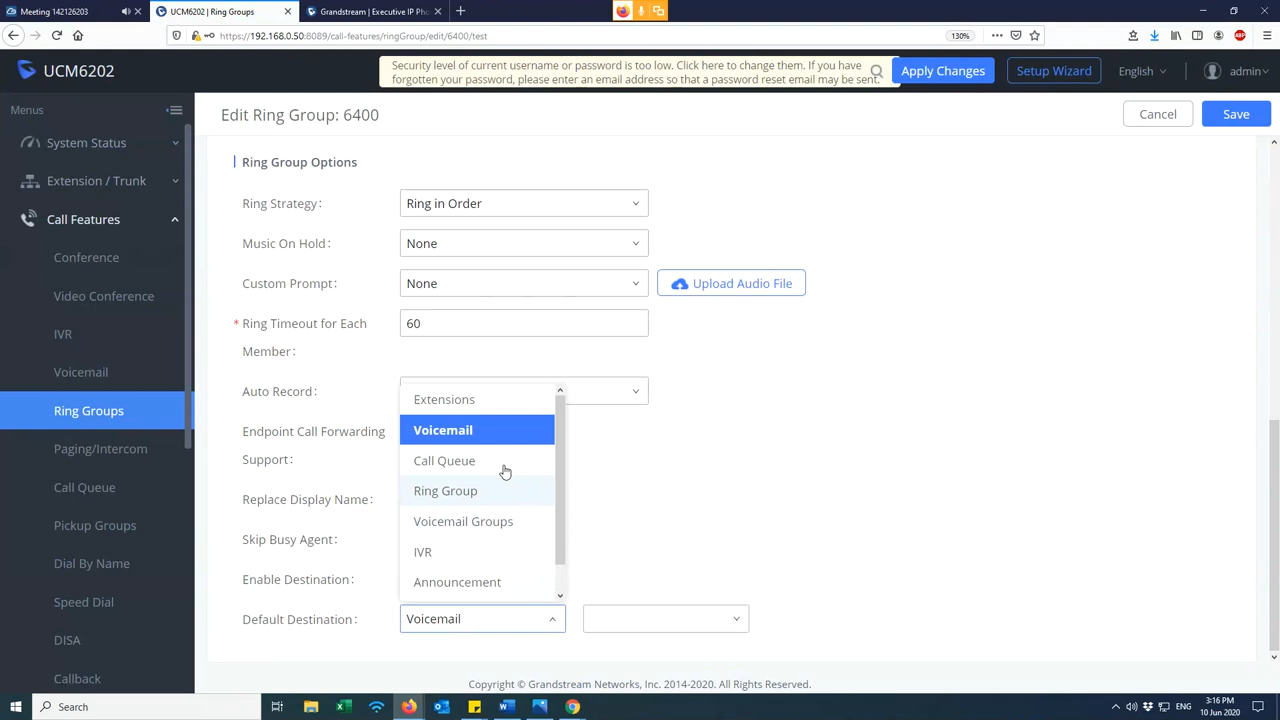 Meeting 142126203
UCM6202 | Ring Groups
Grandstream | Executive IP Pho
https://192.168.0.50:8089/call-features/ringGroup/edit/6400/test
130%
ABP
UCM6202
Security level of current username or password is too low. Click here to change them. If you have
forgotten your password, please enter an email address so that a password reset email may be sent.
Apply Changes
Setup Wizard
English
admin
Menus
Edit Ring Group: 6400
Cancel
Save
System Status
Extension / Trunk
Call Features
Conference
Video Conference
IVR
Voicemail
Ring Groups
Paging/Intercom
Call Queue
Pickup Groups
Dial By Name
Speed Dial
DISA
Callback
Ring Group Options
Ring Strategy: Ring in Order
Music On Hold: None
Custom Prompt: None Upload Audio File
* Ring Timeout for Each 60
Member:
Auto Record:
Endpoint Call Forwarding
Support:
Replace Display Name:
Skip Busy Agent:
Enable Destination:
Default Destination: Voicemail
Extensions
Voicemail
Call Queue
Ring Group
Voicemail Groups
IVR
Announcement
Copyright © Grandstream Networks, Inc. 2014-2020. All Rights Reserved.
Search
ENG
3:16 PM
10 Jun 2020